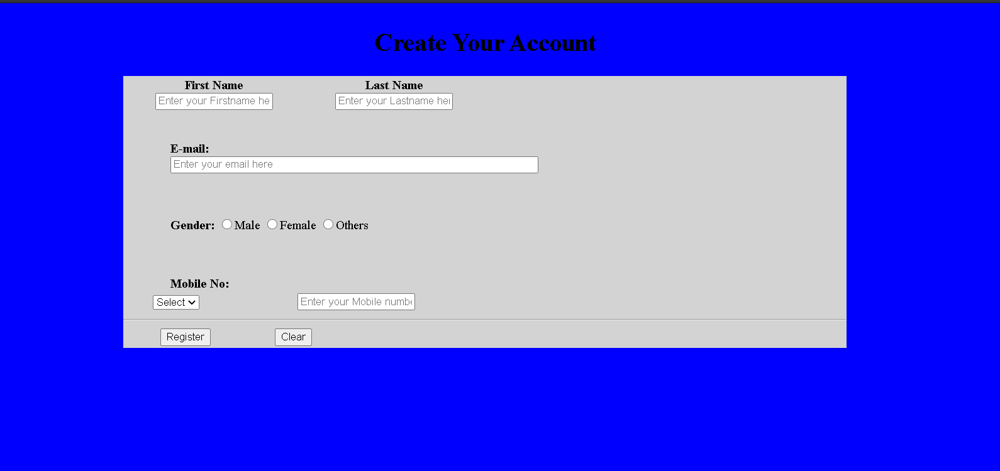 Create Your Account
First Name Last Name
Enter your Firstname he Enter your Lastname her
E-mail:
Enter your email here
Gender: Male Female Others
Mobile No:
Select Enter your Mobile numbe
Register Clear